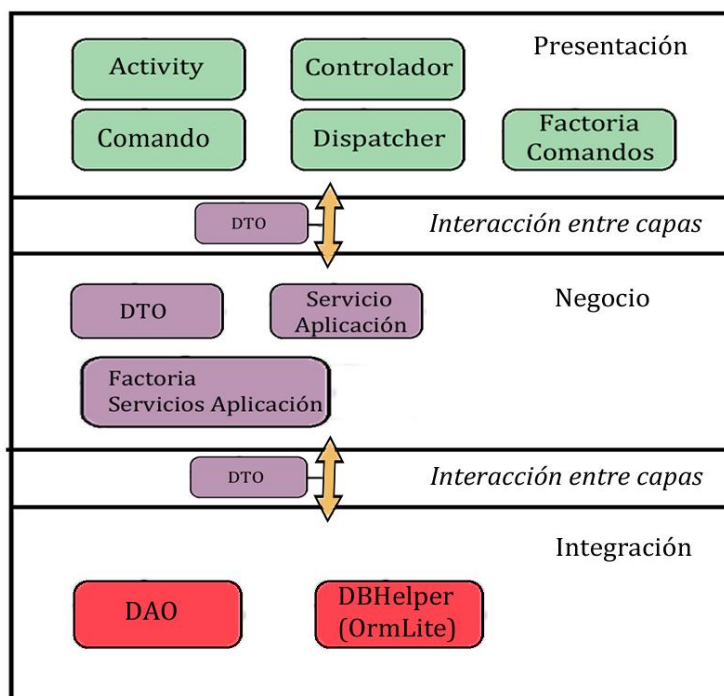 Presentación
Activity
Controlador
Comando
Dispatcher
Factoria
Comandos
DTO
Interacción entre capas
Negocio
DTO
Servicio
Aplicación
Factoria
Servicios Aplicación
DTO
Interacción entre capas
Integración
DAO
DBHelper
(OrmLite)